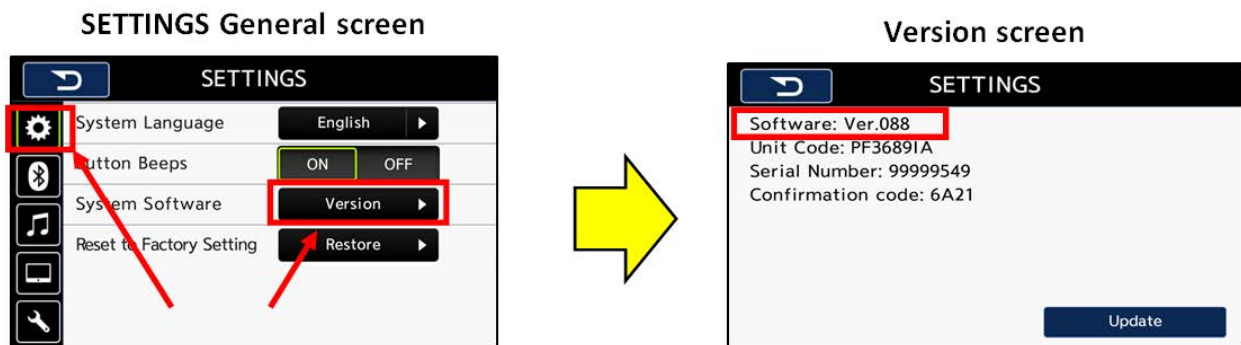 SETTINGS General screen
SETTINGS
System Language
English
Button Beeps
ON
OFF
System Software
Version
Reset to Factory Setting
Restore
Version screen
SETTINGS
Software: Ver.088
Unit Code: PF3689IA
Serial Number: 99999549
Confirmation code: 6A21
Update